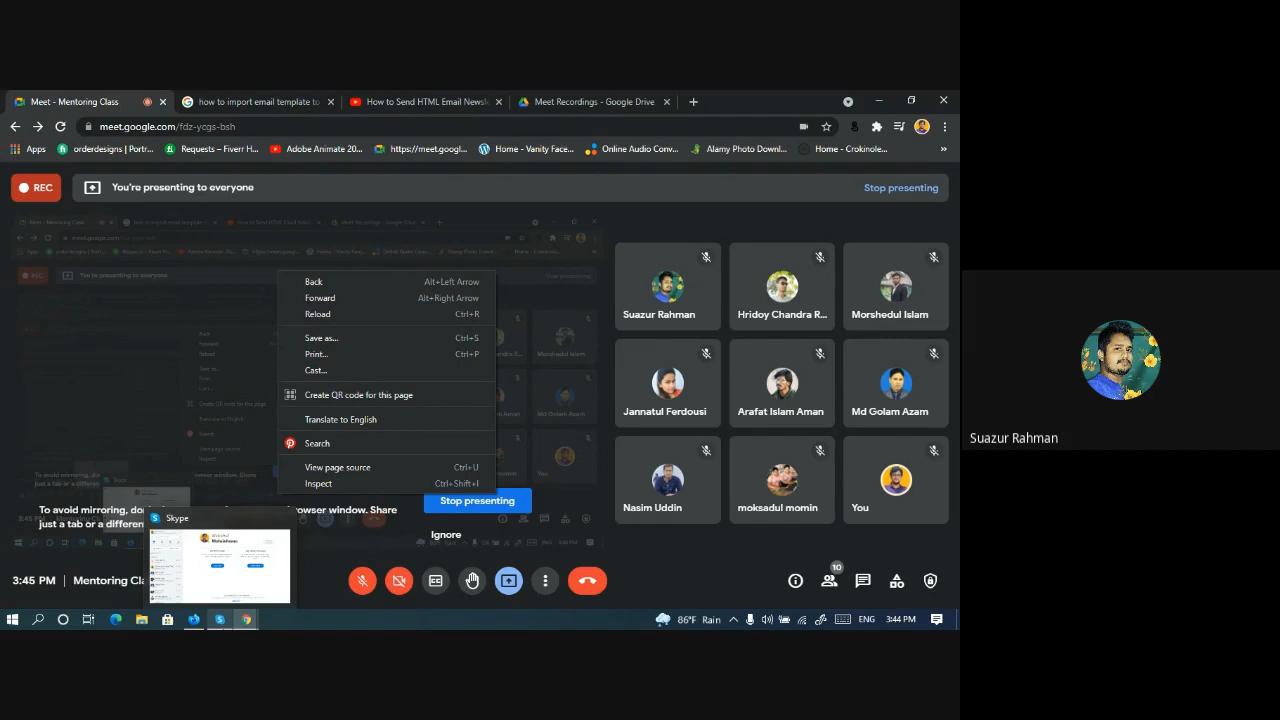 Meet - Mentoring Class
how to import email template to
How to Send HTML Email Newsl
Meet Recordings - Google Drive
meet.google.com/fdz-ycgs-bsh
Apps
orderdesigns | Portr...
Requests – Fiverr H...
Adobe Animate 20...
https://meet.googl...
Home - Vanity Face...
Online Audio Conv...
Alamy Photo Downl...
Home - Crokinole...
»
REC
You're presenting to everyone
Stop presenting
Back Alt+Left Arrow
Forward Alt+Right Arrow
Reload Ctrl+R
Save as... Ctrl+S
Print... Ctrl+P
Cast...
Create QR code for this page
Translate to English
Search
View page source Ctrl+U
Inspect Ctrl+Shift+I
Suazur Rahman
Hridoy Chandra R...
Morshedul Islam
Jannatul Ferdousi
Arafat Islam Aman
Md Golam Azam
Nasim Uddin
You
Suazur Rahman
To avoid mirroring, don rowser window. Share
just a tab or a differen
Stop presenting
Ignore
Skype
3:45 PM | Mentoring Cl
10
86°F Rain
ENG
3:44 PM